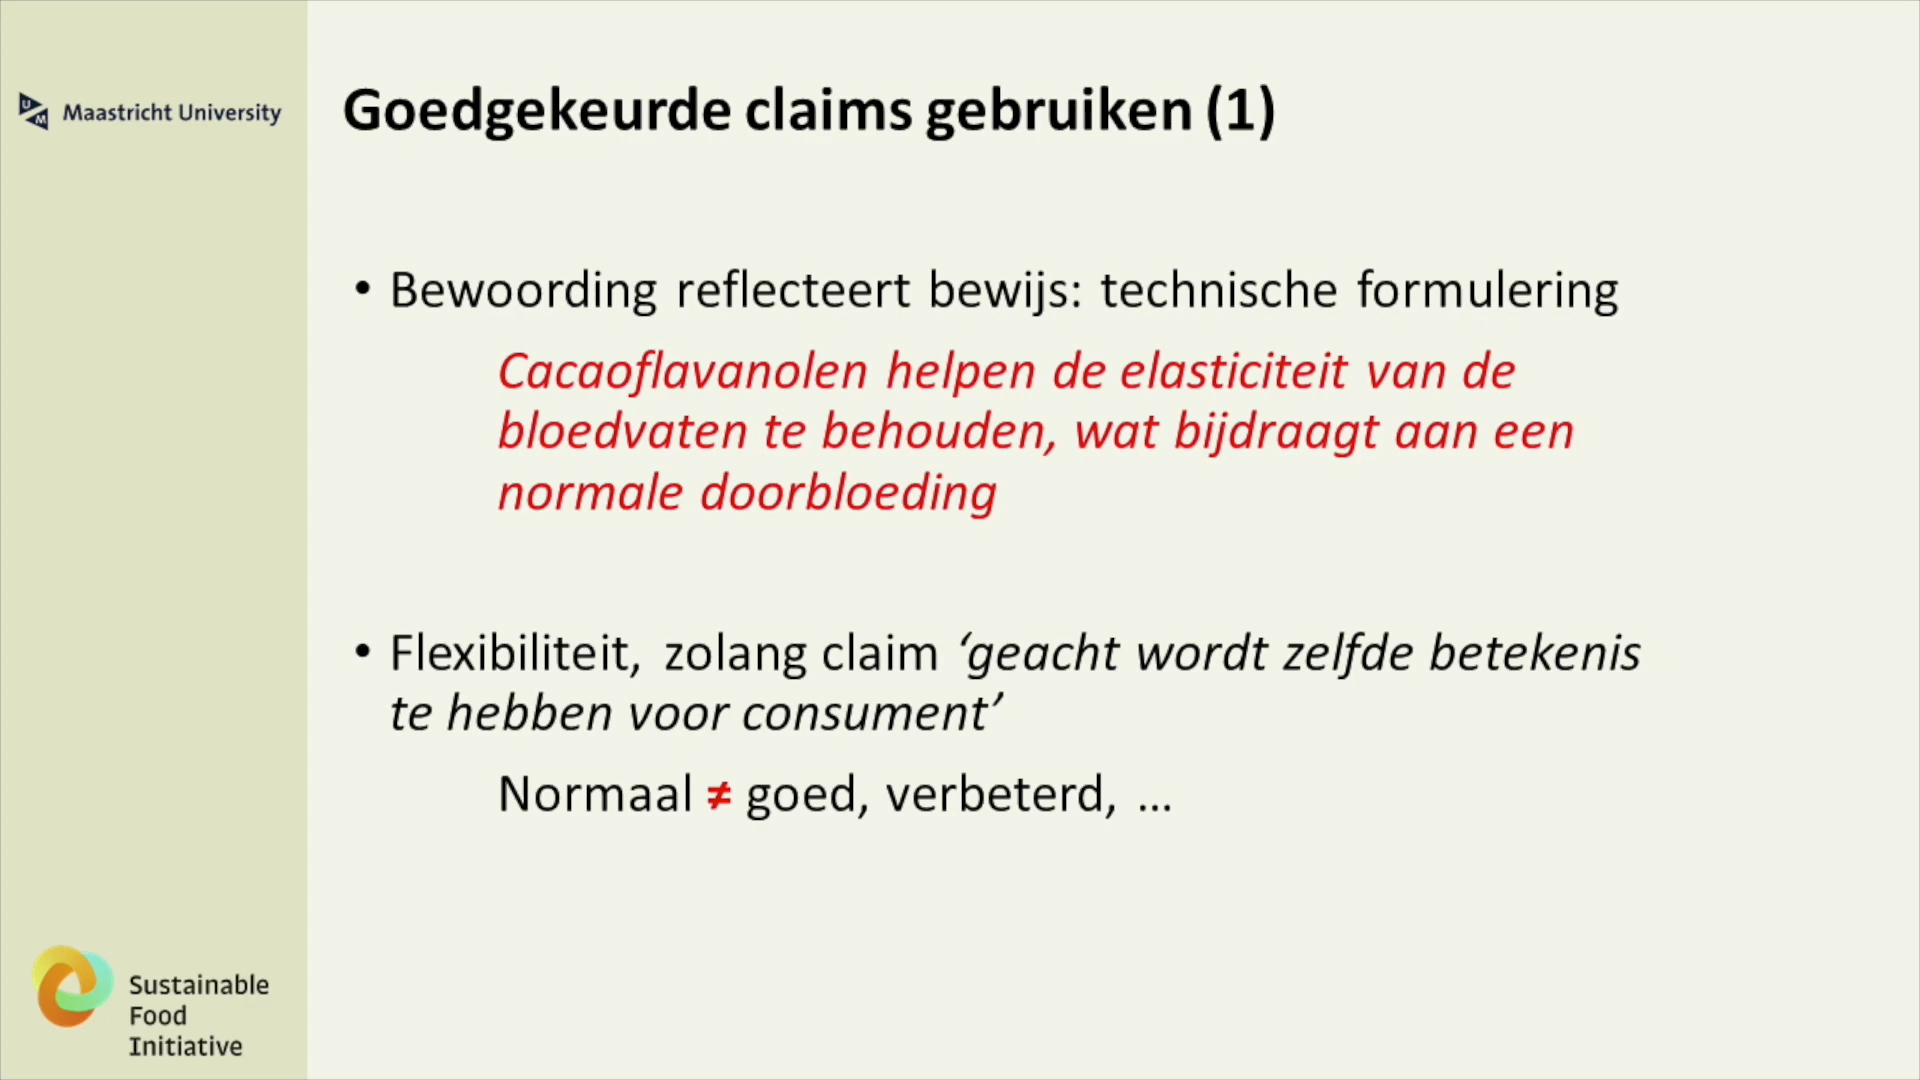 UM
Maastricht University
Goedgekeurde claims gebruiken (1)
• Bewoording reflecteert bewijs: technische formulering
Cacaoflavanolen helpen de elasticiteit van de
bloedvaten te behouden, wat bijdraagt aan een
normale doorbloeding
• Flexibiliteit, zolang claim ‘geacht wordt zelfde betekenis
te hebben voor consument’
Normaal ≠ goed, verbeterd, ...
Sustainable
Food
Initiative